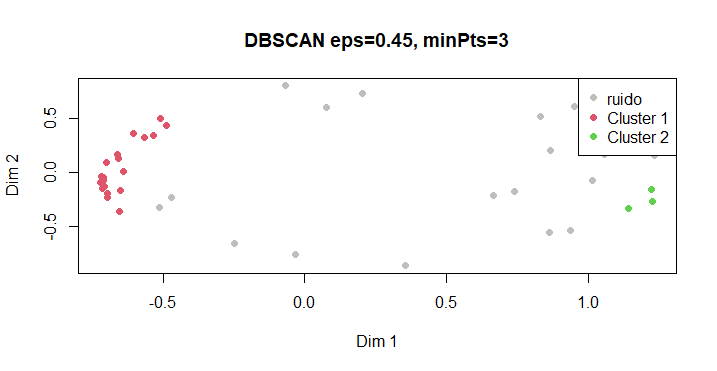 DBSCAN eps=0.45, minPts=3
ruido
Cluster 1
Cluster 2
0.5
0.0
-0.5
Dim 2
-0.5
0.0
0.5
1.0
Dim 1